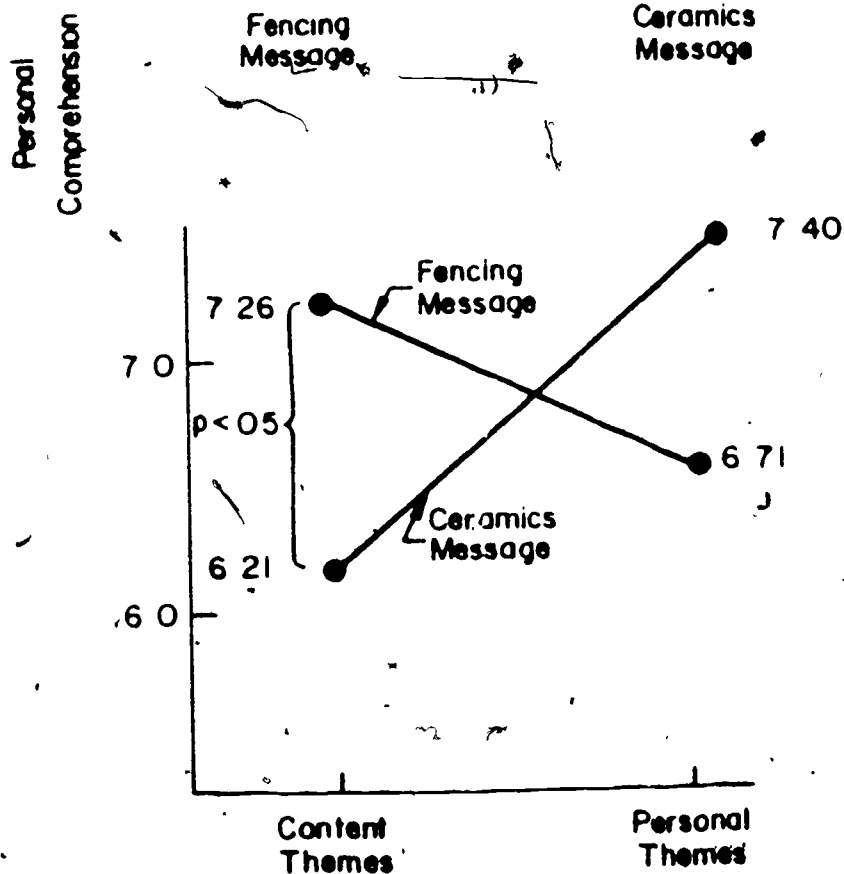 Personal
Comprehension
Fencing
Message
Ceramics
Message
7 40
Fencing
Message
7 26
7 0
p < 05
6 71
Ceramics
Message
6 21
6 0
Content
Themes
Personal
Themes